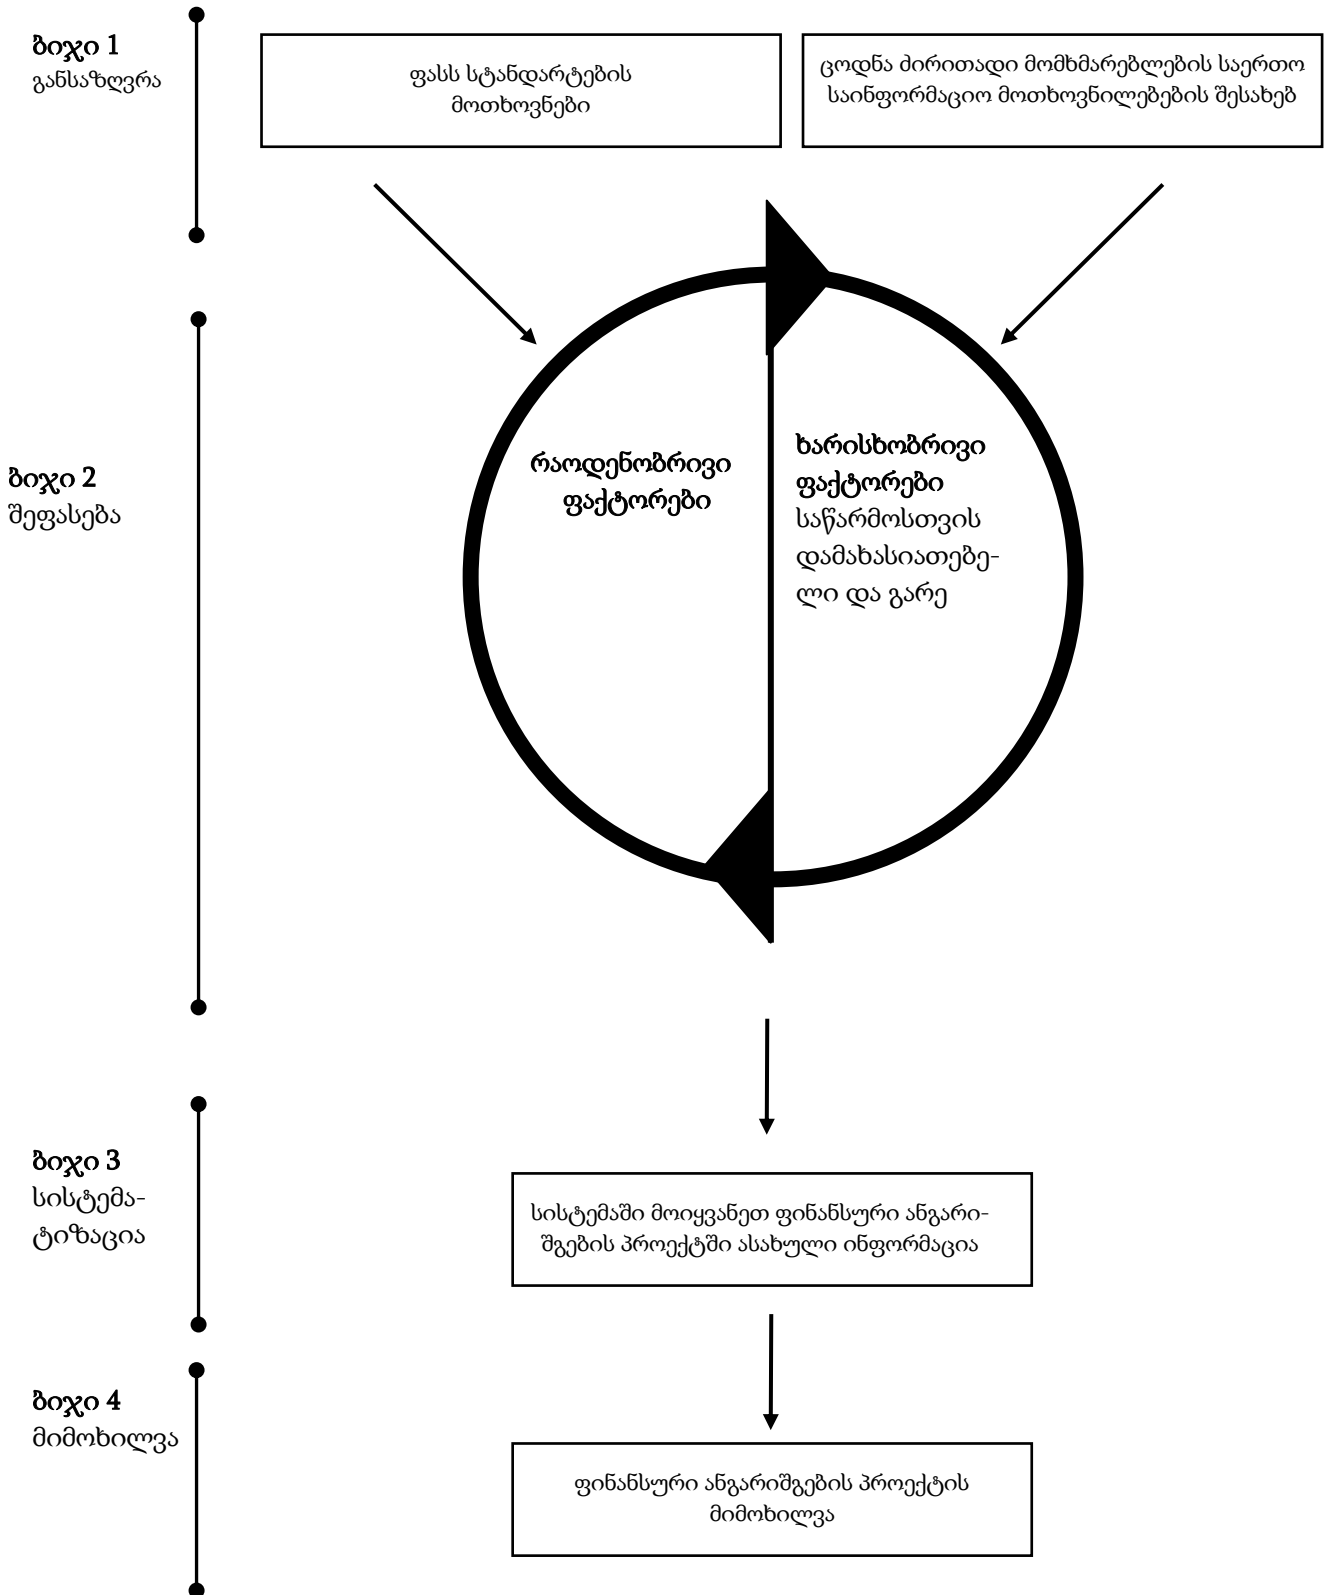 ბიჯი 1
განსაზღვრა
ფასს სტანდარტების
მოთხოვნები
ცოდნა ძირითადი მომხმარებლების საერთო
საინფორმაციო მოთხოვნილებების შესახებ
ბიჯი 2
შეფასება
რაოდენობრივი
ფაქტორები
ხარისხობრივი
ფაქტორები
საწარმოსთვის
დამახასიათებე-
ლი და გარე
ბიჯი 3
სისტემა-
ტიზაცია
სისტემაში მოიყვანეთ ფინანსური ანგარი-
შგების პროექტში ასახული ინფორმაცია
ბიჯი 4
მიმოხილვა
ფინანსური ანგარიშგების პროექტის
მიმოხილვა